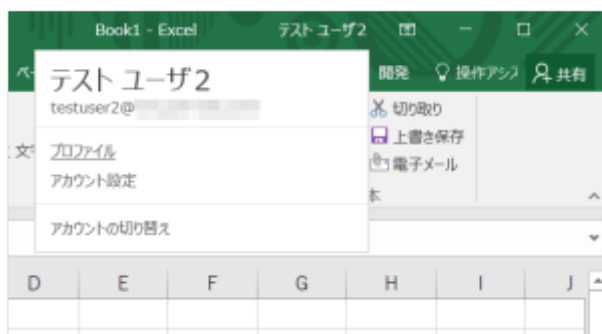 Book1 - Excel テスト ユーザ2
開発 操作アシス 共有
テスト ユーザ2
testuser2@
プロファイル
アカウント設定
アカウントの切り替え
切り取り
上書き保存
電子メール
D E F G H I J